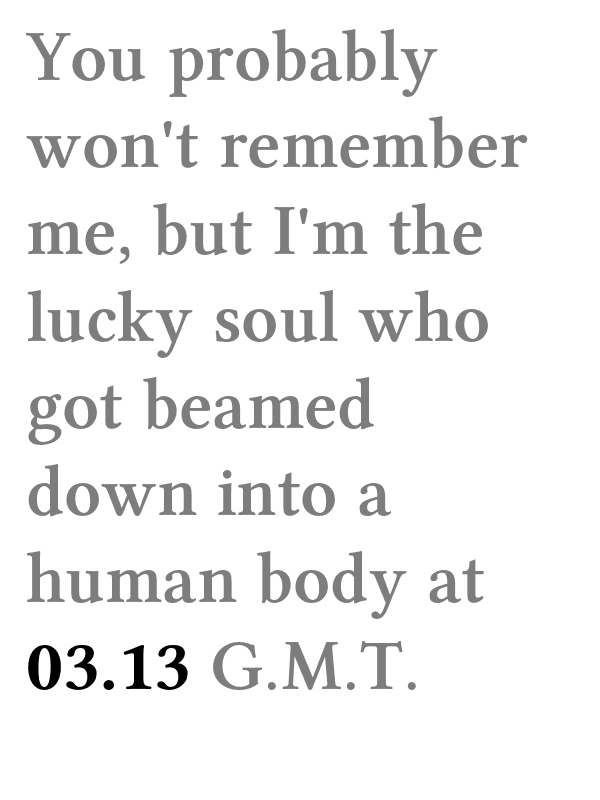 You probably
won't remember
me, but I'm the
lucky soul who
got beamed
down into a
human body at
03.13 G.M.T.